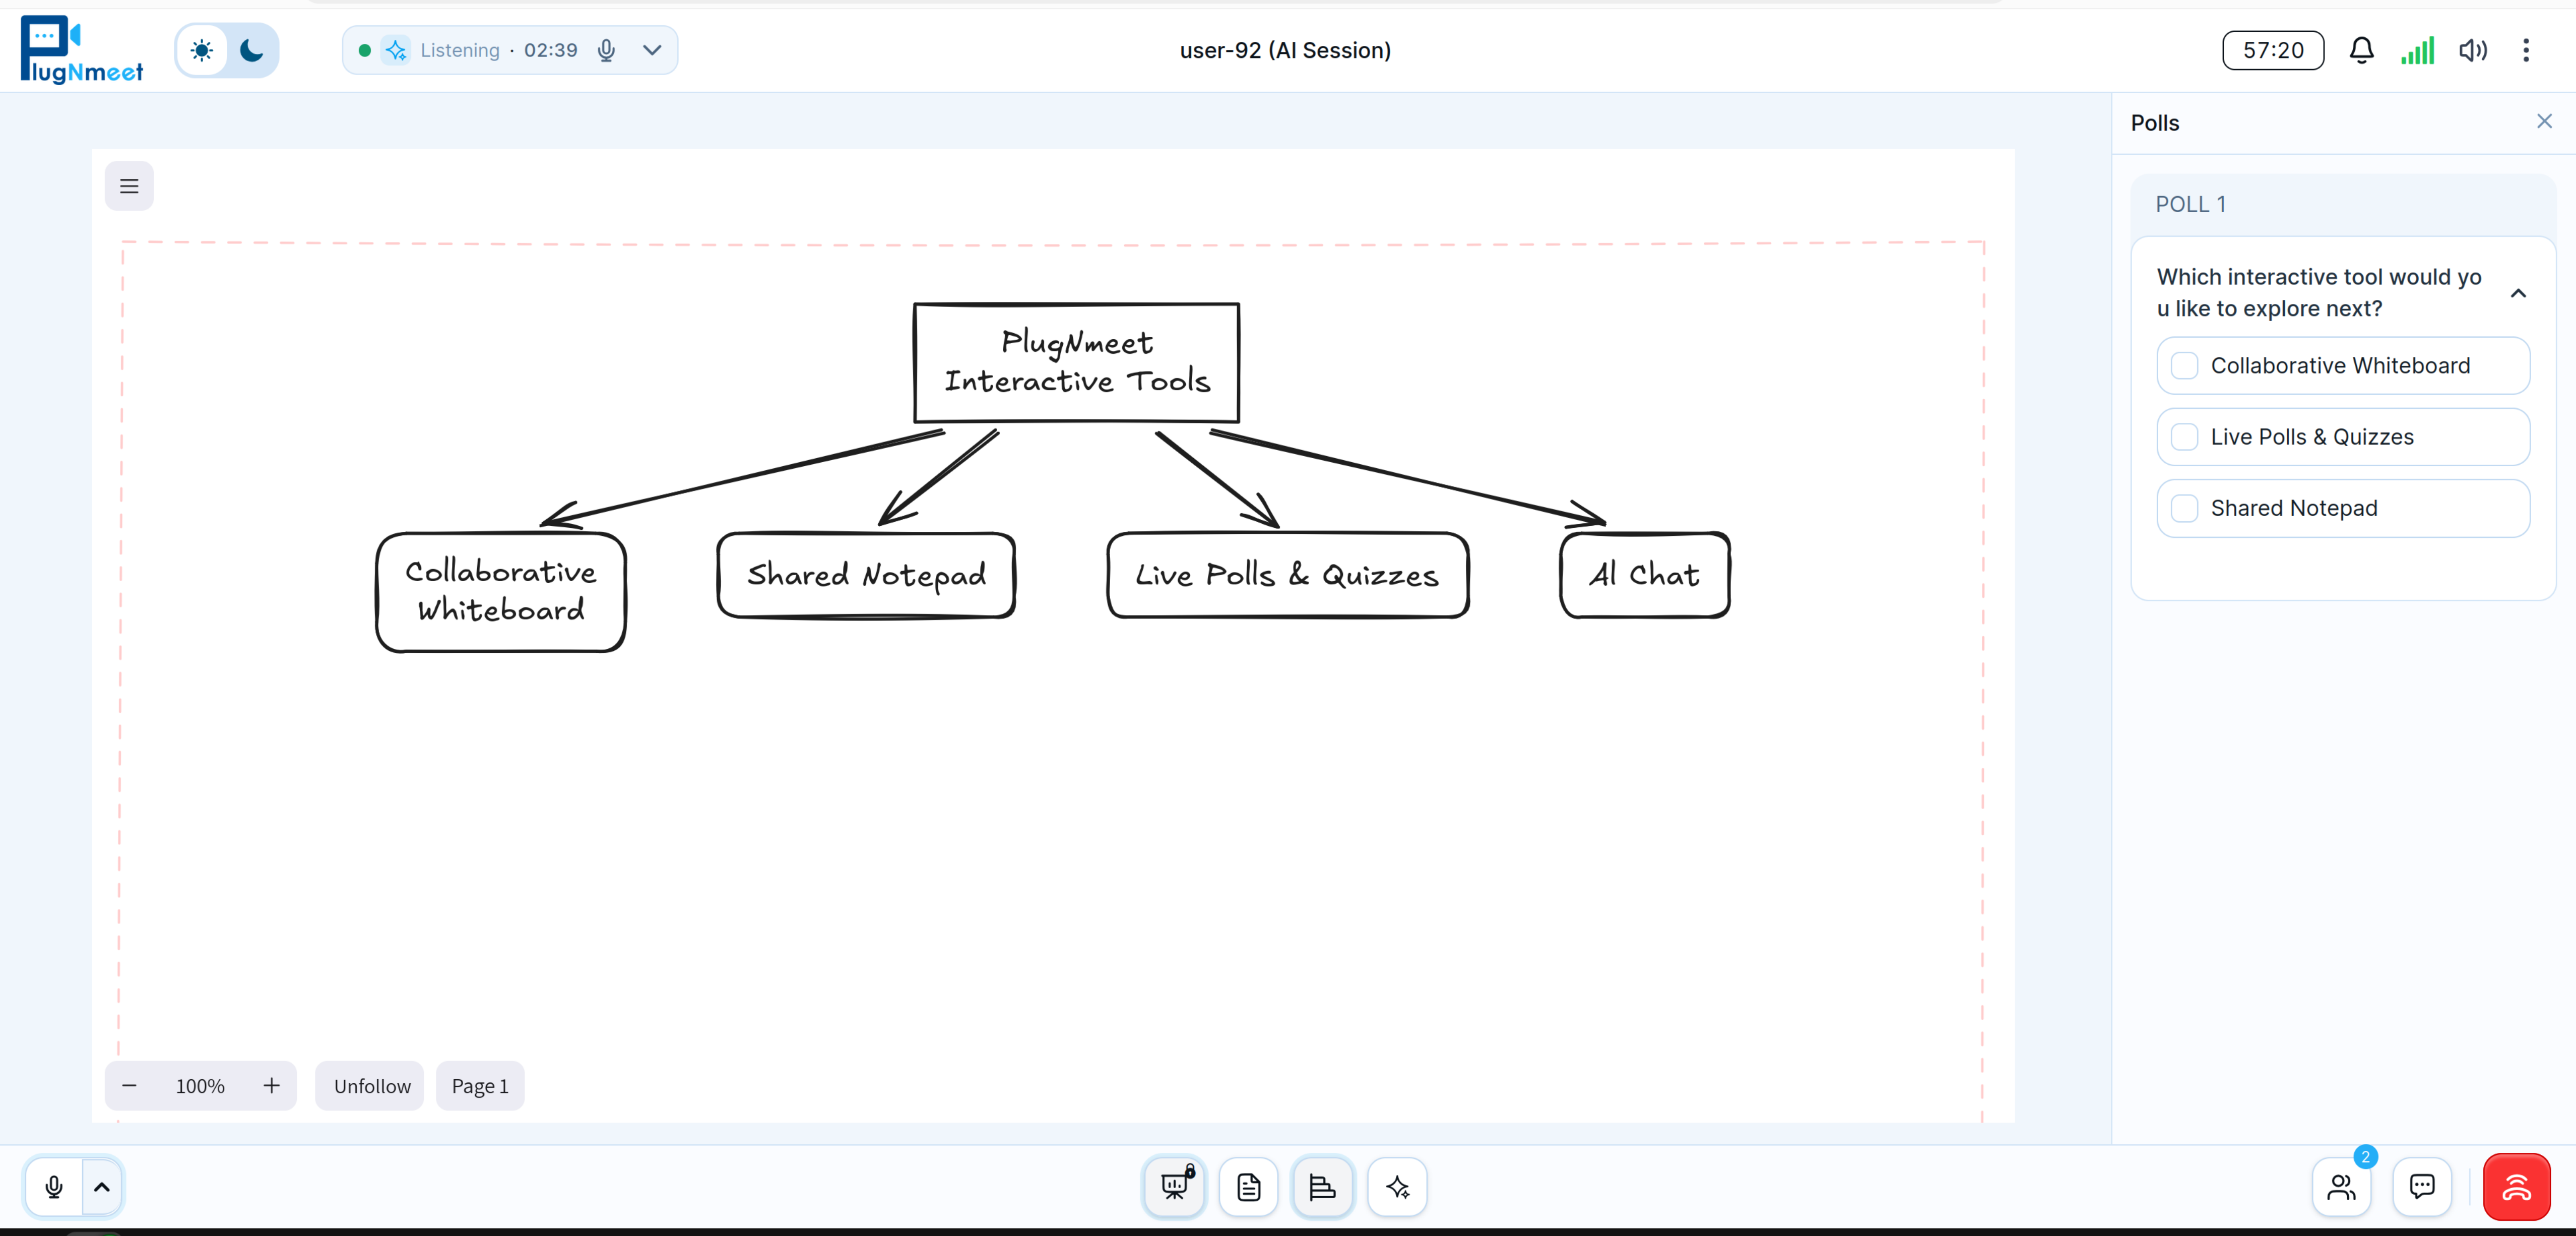 PlugNmeet
Listening · 02:39
user-92 (AI Session)
57:20
Polls
POLL 1
Which interactive tool would yo
u like to explore next?
Collaborative Whiteboard
Live Polls & Quizzes
Shared Notepad
PlugNmeet
Interactive Tools
Collaborative
Whiteboard
Shared Notepad
Live Polls & Quizzes
AI Chat
100%
Unfollow
Page 1
2